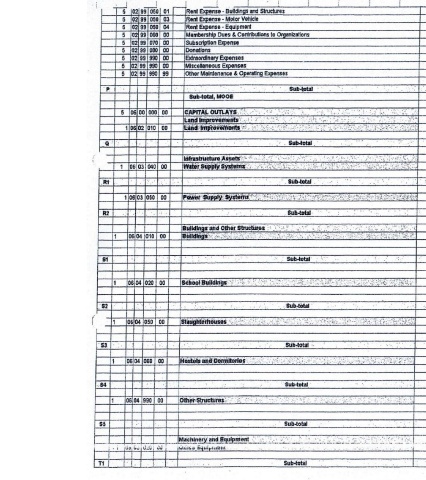 5 02 99 050 01 Rent Expense - Buildings and Structures
5 02 99 050 03 Rent Expense - Motor Vehicle
5 02 99 050 04 Rent Expense - Equipment
5 02 99 060 00 Membership Dues & Contributions to Organizations
5 02 99 070 00 Subscription Expense
5 02 99 080 00 Donations
5 02 99 990 00 Extraordinary Expenses
5 02 99 990 00 Miscellaneous Expenses
5 02 99 990 99 Other Maintenance & Operating Expenses
P Sub-total
Sub-total, MOOE
5 06 00 000 00 CAPITAL OUTLAYS
Land Improvements
1 06 02 010 00 Land Improvements
Q Sub-total
Infrastructure Assets
1 06 03 040 00 Water Supply Systems
R1 Sub-total
1 06 03 050 00 Power Supply Systems
R2 Sub-total
Buildings and Other Structures
1 06 04 010 00 Buildings
S1 Sub-total
1 06 04 020 00 School Buildings
S2 Sub-total
1 06 04 050 00 Slaughterhouses
S3 Sub-total
1 06 04 060 00 Hostels and Dormitories
S4 Sub-total
1 06 04 990 00 Other Structures
S5 Sub-total
Machinery and Equipment
T1 Sub-total